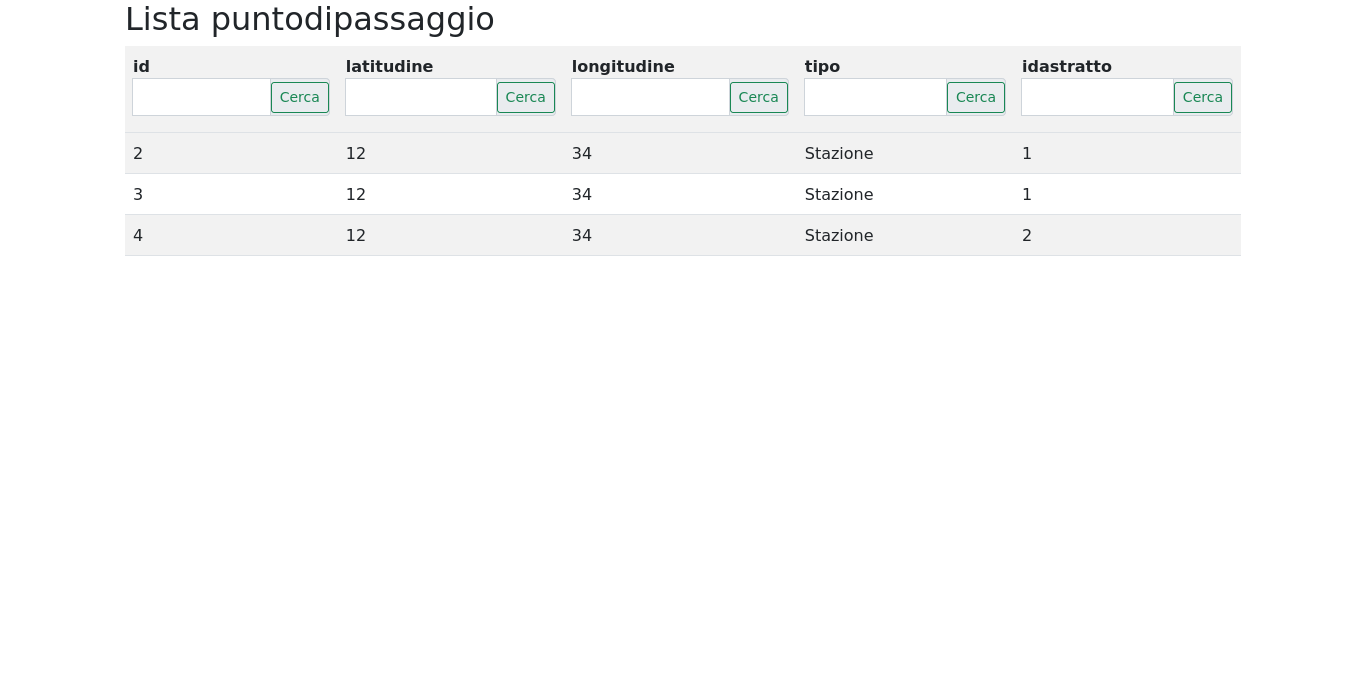 Lista puntodipassaggio
id latitudine longitudine tipo idastratto
Cerca Cerca Cerca Cerca Cerca
2 12 34 Stazione 1
3 12 34 Stazione 1
4 12 34 Stazione 2